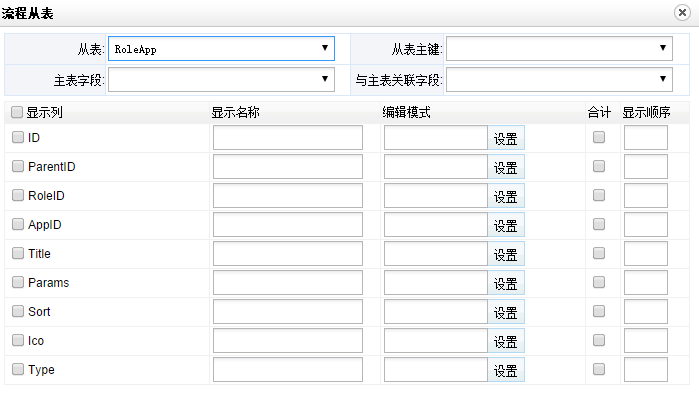 流程从表
从表: RoleApp 从表主键:
主表字段: 与主表关联字段:
显示列 显示名称 编辑模式 合计 显示顺序
ID 设置
ParentID 设置
RoleID 设置
AppID 设置
Title 设置
Params 设置
Sort 设置
Ico 设置
Type 设置